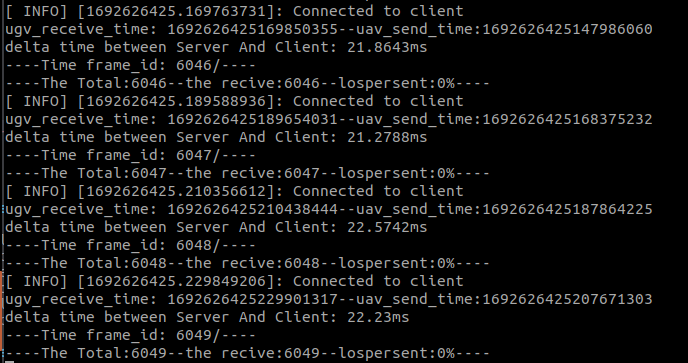 [ INFO] [1692626425.169763731]: Connected to client
ugv_receive_time: 1692626425169850355--uav_send_time:1692626425147986060
delta time between Server And Client: 21.8643ms
----Time frame_id: 6046/----
----The Total:6046--the recive:6046--lospersent:0%----
[ INFO] [1692626425.189588936]: Connected to client
ugv_receive_time: 1692626425189654031--uav_send_time:1692626425168375232
delta time between Server And Client: 21.2788ms
----Time frame_id: 6047/----
----The Total:6047--the recive:6047--lospersent:0%----
[ INFO] [1692626425.210356612]: Connected to client
ugv_receive_time: 1692626425210438444--uav_send_time:1692626425187864225
delta time between Server And Client: 22.5742ms
----Time frame_id: 6048/----
----The Total:6048--the recive:6048--lospersent:0%----
[ INFO] [1692626425.229849206]: Connected to client
ugv_receive_time: 1692626425229901317--uav_send_time:1692626425207671303
delta time between Server And Client: 22.23ms
----Time frame_id: 6049/----
----The Total:6049--the recive:6049--lospersent:0%----